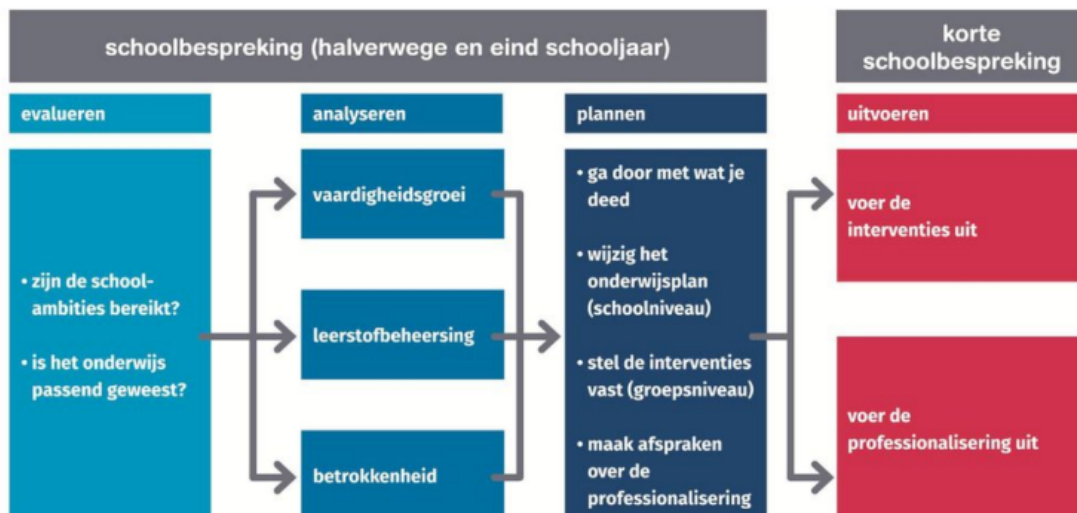 schoolbespreking (halverwege en eind schooljaar)
korte
schoolbespreking
evalueren
analyseren
plannen
uitvoeren
• zijn de school-
ambities bereikt?
• is het onderwijs
passend geweest?
vaardigheidsgroei
leerstofbeheersing
betrokkenheid
• ga door met wat je
deed
• wijzig het
onderwijsplan
(schoolniveau)
• stel de interventies
vast (groepsniveau)
• maak afspraken
over de
professionalisering
voer de
interventies uit
voer de
professionalisering uit